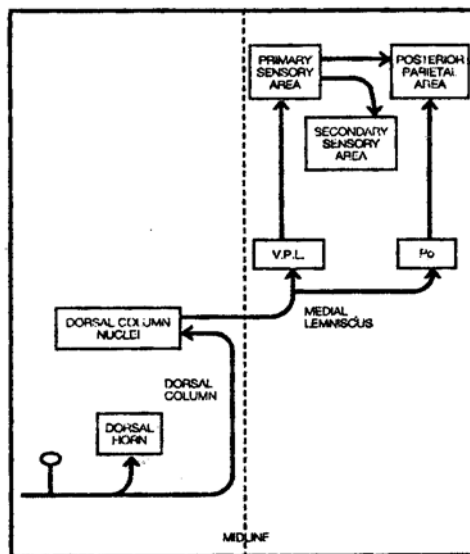 PRIMARY
SENSORY
AREA
POSTERIOR
PARIETAL
AREA
SECONDARY
SENSORY
AREA
V.P.L.
Po
MEDIAL
LEMNISCUS
DORSAL COLUMN
NUCLEI
DORSAL
COLUMN
DORSAL
HORN
MIDLINE